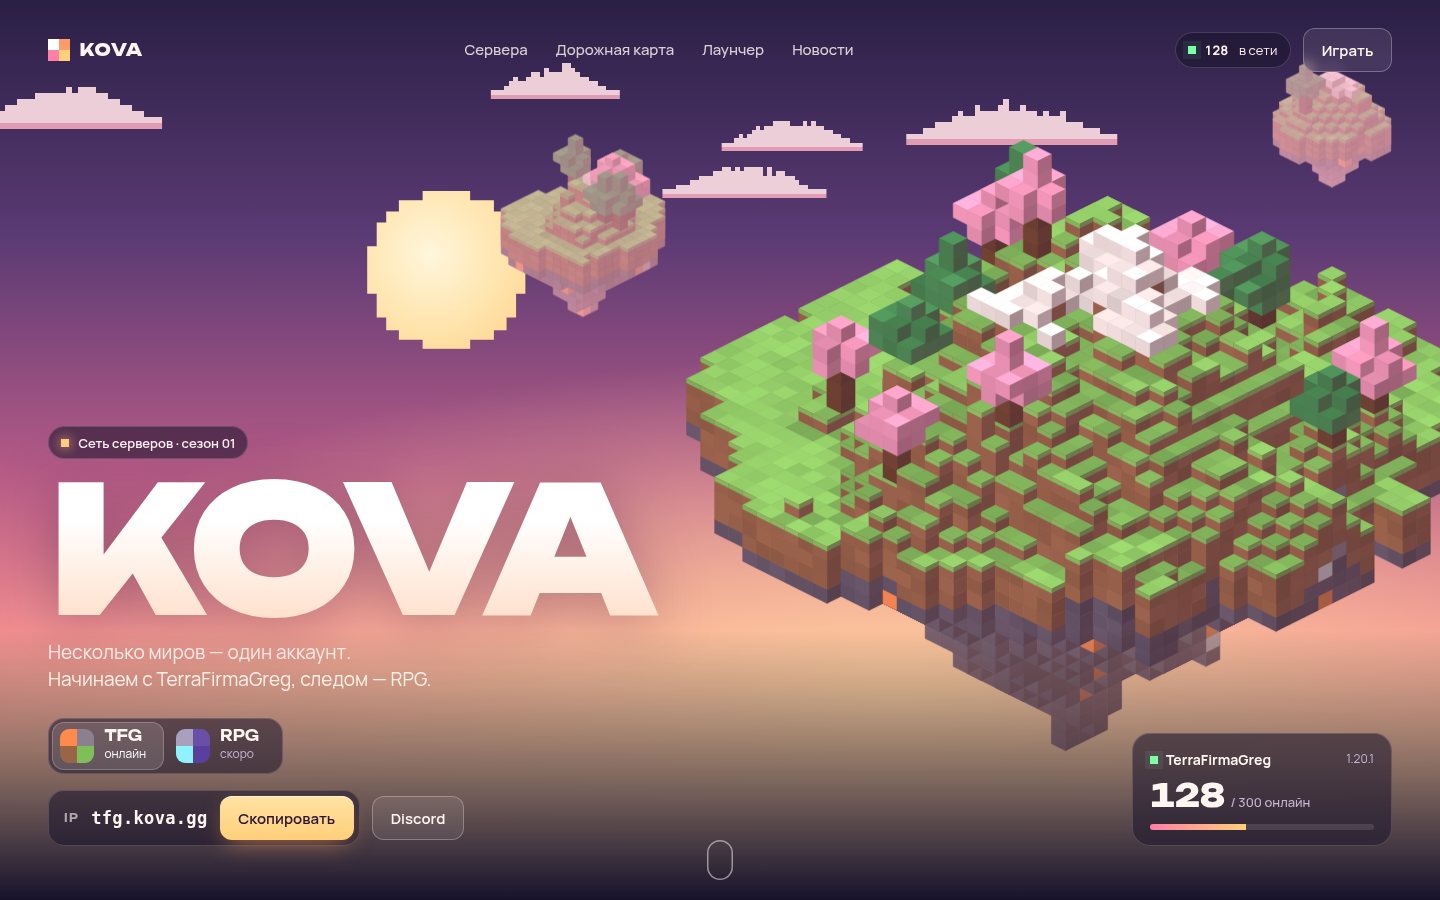 KOVA
Сервера
Дорожная карта
Лаунчер
Новости
128 в сети
Играть
Сеть серверов · сезон 01
KOVA
Несколько миров — один аккаунт.
Начинаем с TerraFirmaGreg, следом — RPG.
TFG
онлайн
RPG
скоро
IP tfg.kova.gg
Скопировать
Discord
TerraFirmaGreg
1.20.1
128 / 300 онлайн